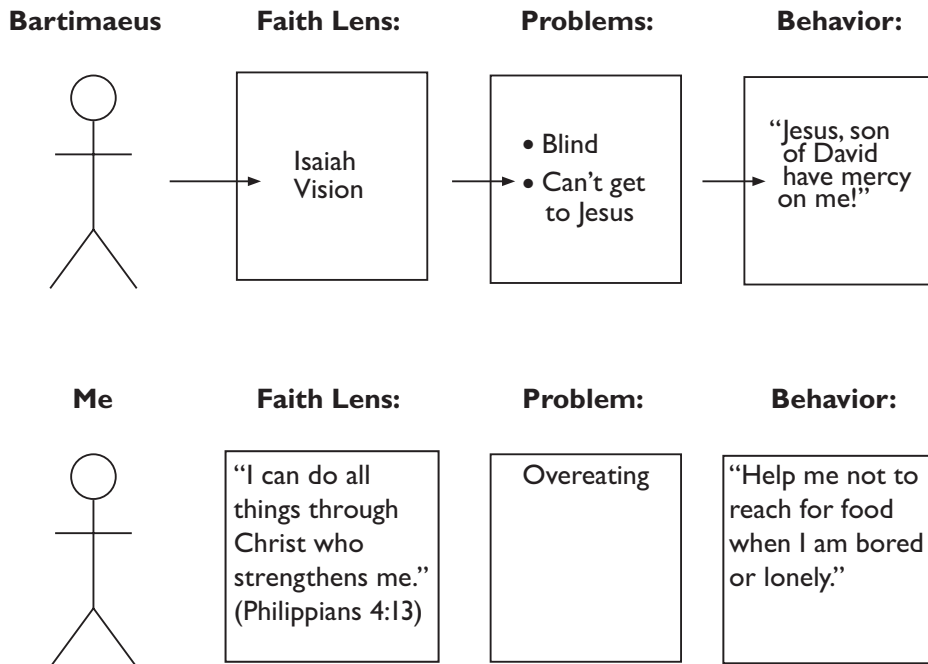 Bartimaeus
Faith Lens:
Problems:
Behavior:
Isaiah
Vision
• Blind
• Can't get
to Jesus
“Jesus, son
of David
have mercy
on me!”
Me
Faith Lens:
Problem:
Behavior:
“I can do all
things through
Christ who
strengthens me.”
(Philippians 4:13)
Overeating
“Help me not to
reach for food
when I am bored
or lonely.”